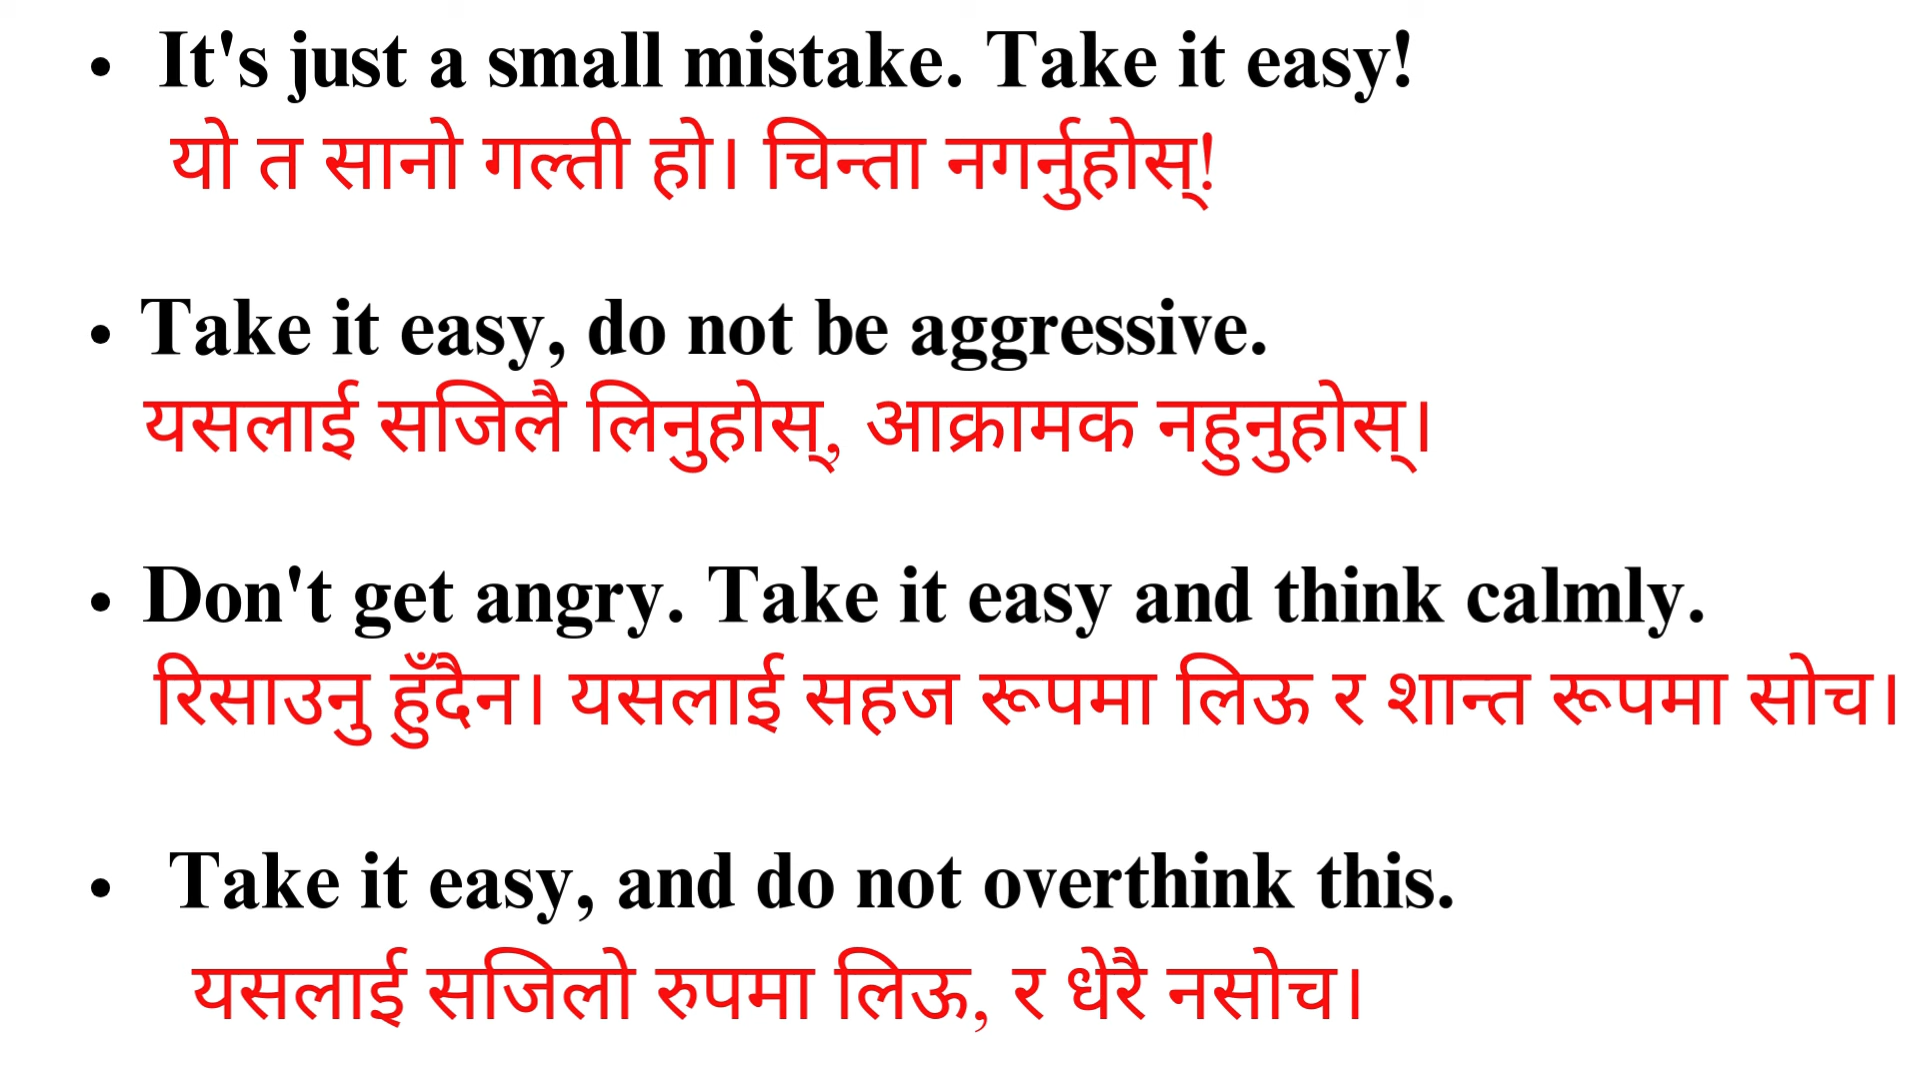 • It's just a small mistake. Take it easy!
यो त सानो गल्ती हो। चिन्ता नगर्नुहोस्!
• Take it easy, do not be aggressive.
यसलाई सजिलै लिनुहोस्, आक्रामक नहुनुहोस्।
• Don't get angry. Take it easy and think calmly.
रिसाउनु हुँदैन। यसलाई सहज रूपमा लिऊ र शान्त रूपमा सोच।
• Take it easy, and do not overthink this.
यसलाई सजिलो रुपमा लिऊ, र धेरै नसोच।